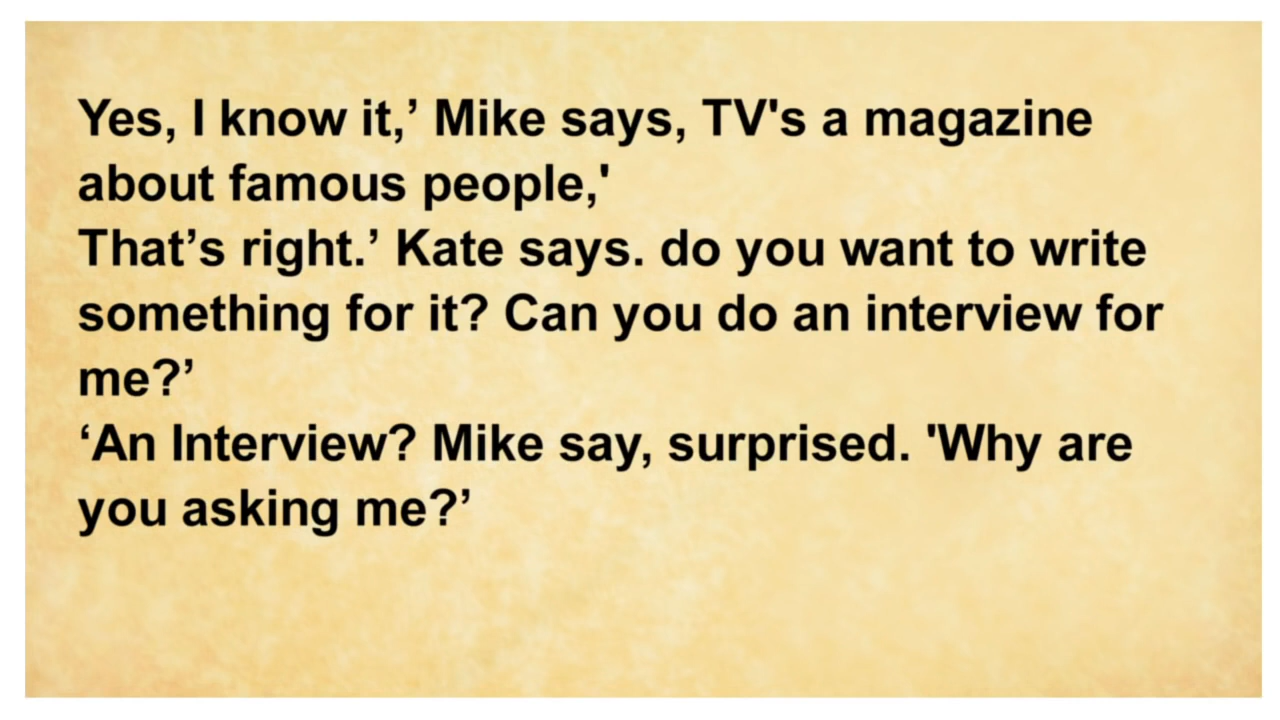 Yes, I know it,’ Mike says, TV's a magazine
about famous people,'
That’s right.’ Kate says. do you want to write
something for it? Can you do an interview for
me?’
‘An Interview? Mike say, surprised. 'Why are
you asking me?’